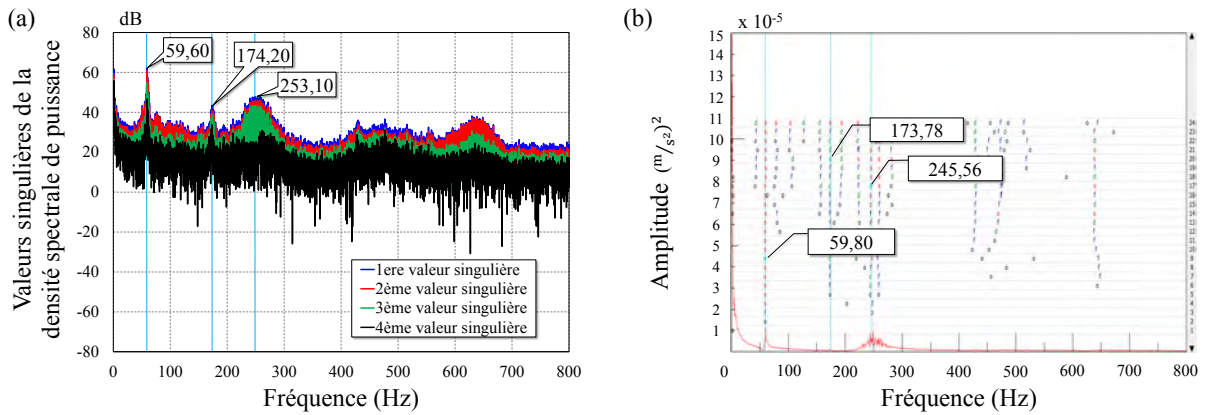 (a)
dB
Valeurs singulières de la
densité spectrale de puissance
80
60
40
20
0
-20
-40
-60
-80
59,60
174,20
253,10
1ere valeur singulière
2ème valeur singulière
3ème valeur singulière
4ème valeur singulière
0 100 200 300 400 500 600 700 800
Fréquence (Hz)
(b)
x 10⁻⁵
Amplitude (m/s²)²
15
14
13
12
11
10
9
8
7
6
5
4
3
2
1
173,78
245,56
59,80
0 100 200 300 400 500 600 700 800
Fréquence (Hz)